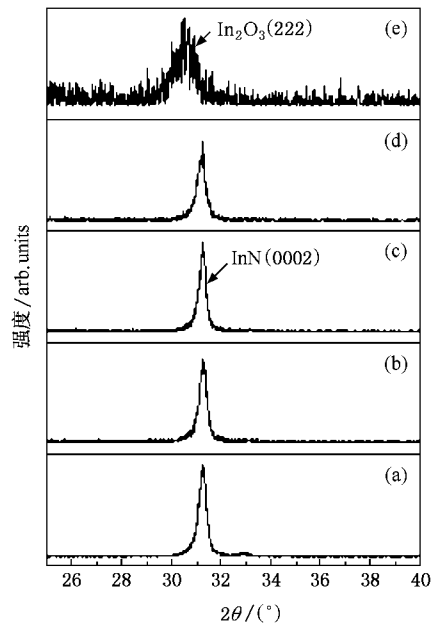 In₂O₃(222)
(e)
(d)
(c)
InN(0002)
(b)
(a)
强度/arb.units
26 28 30 32 34 36 38 40
2θ/(°)